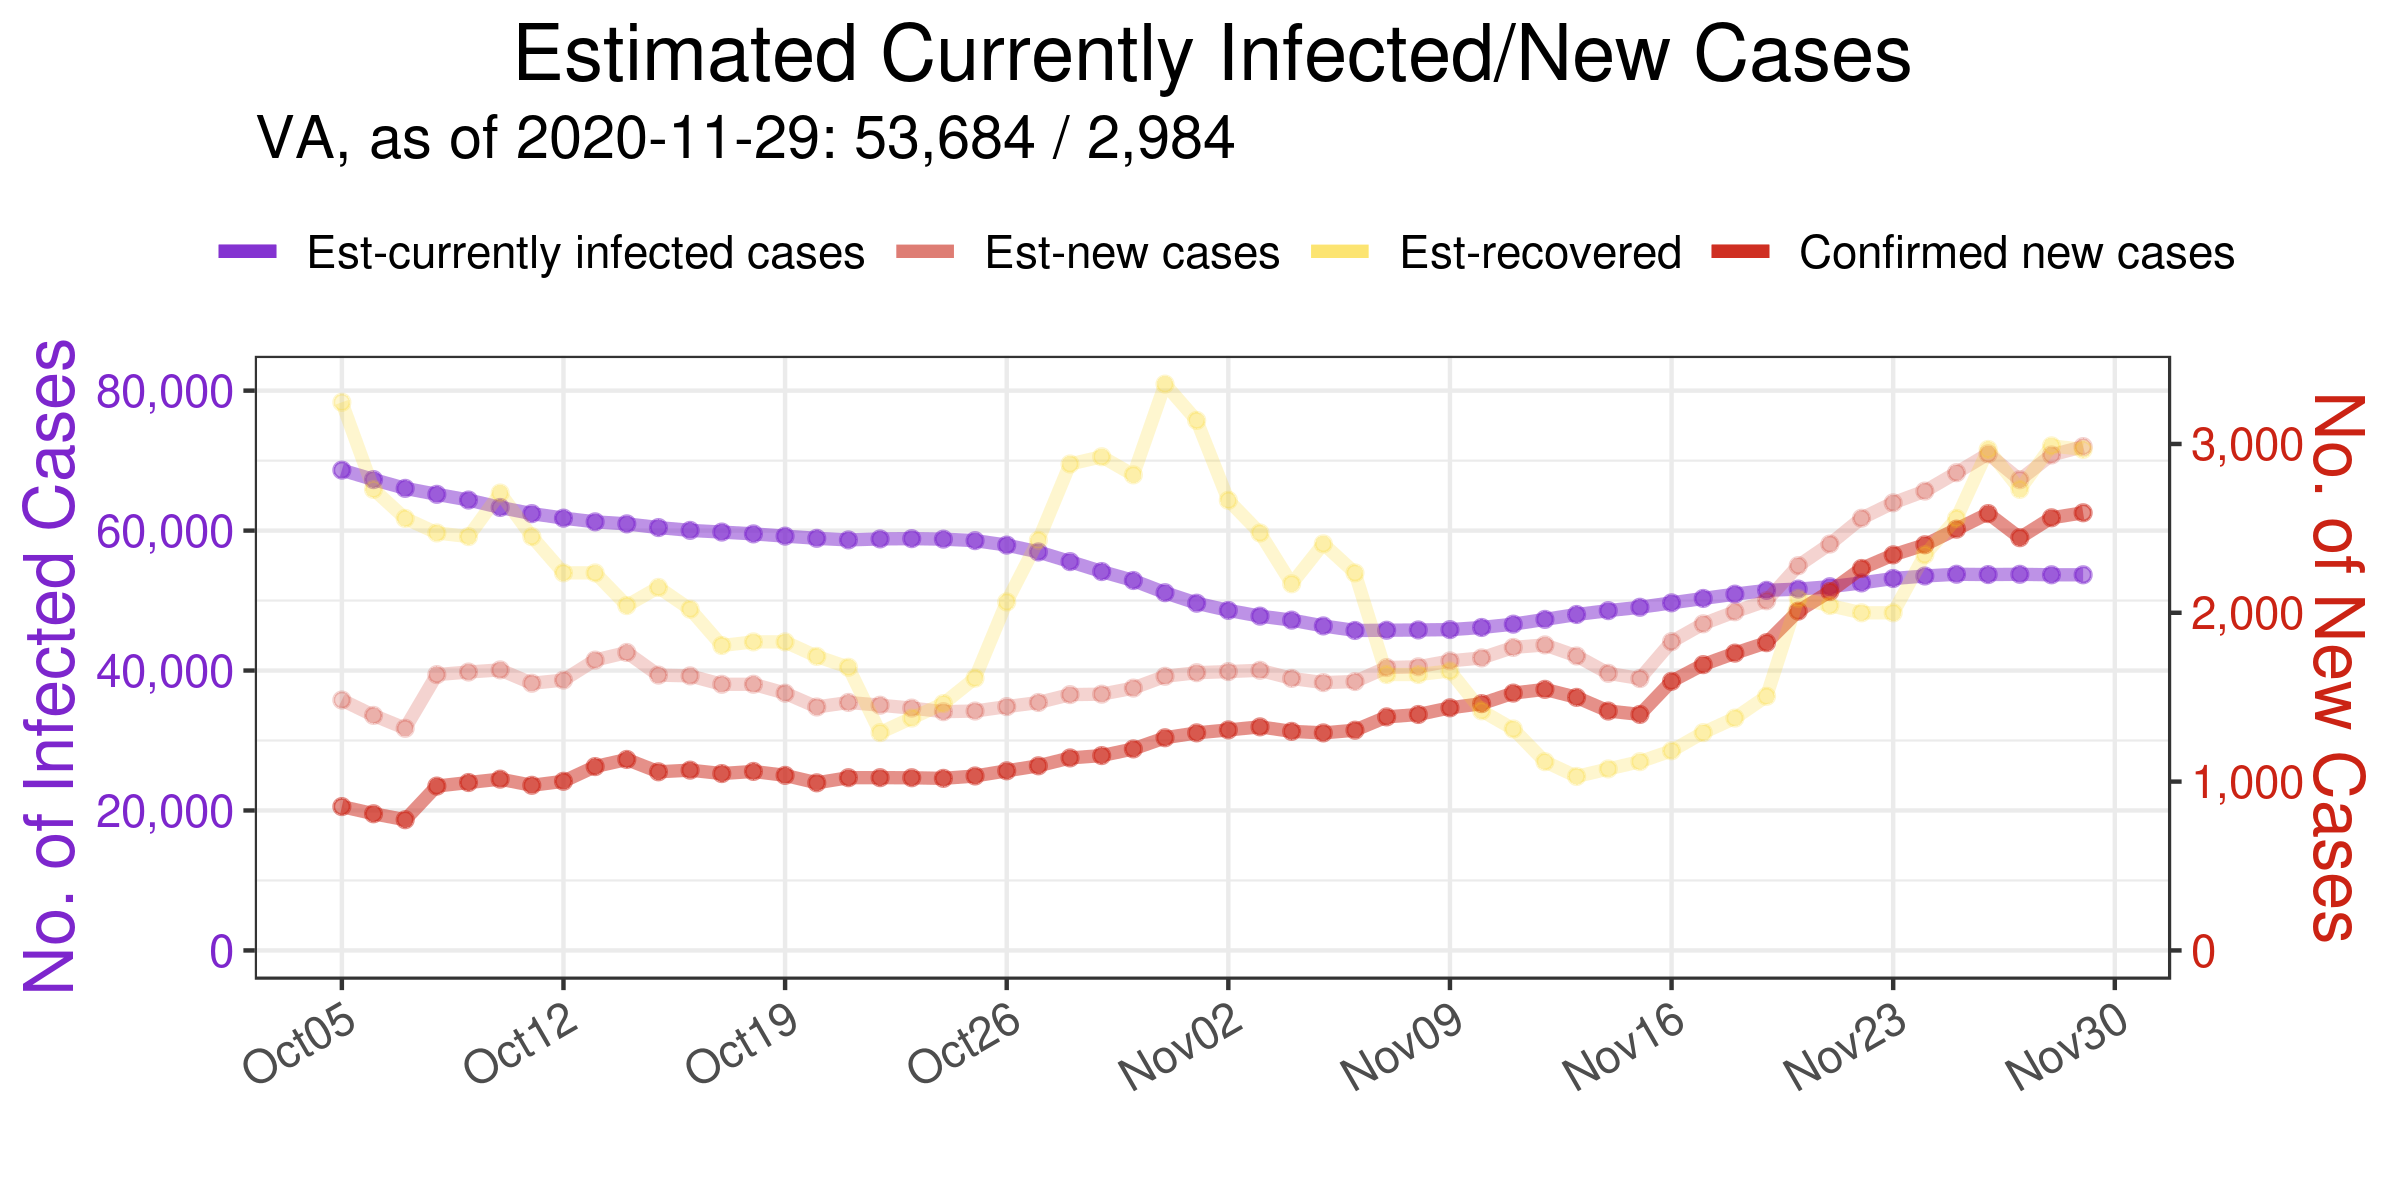 Estimated Currently Infected/New Cases
VA, as of 2020-11-29: 53,684 / 2,984
Est-currently infected cases Est-new cases Est-recovered Confirmed new cases
No. of Infected Cases
80,000
60,000
40,000
20,000
0
3,000
2,000
1,000
0
No. of New Cases
Oct05 Oct12 Oct19 Oct26 Nov02 Nov09 Nov16 Nov23 Nov30